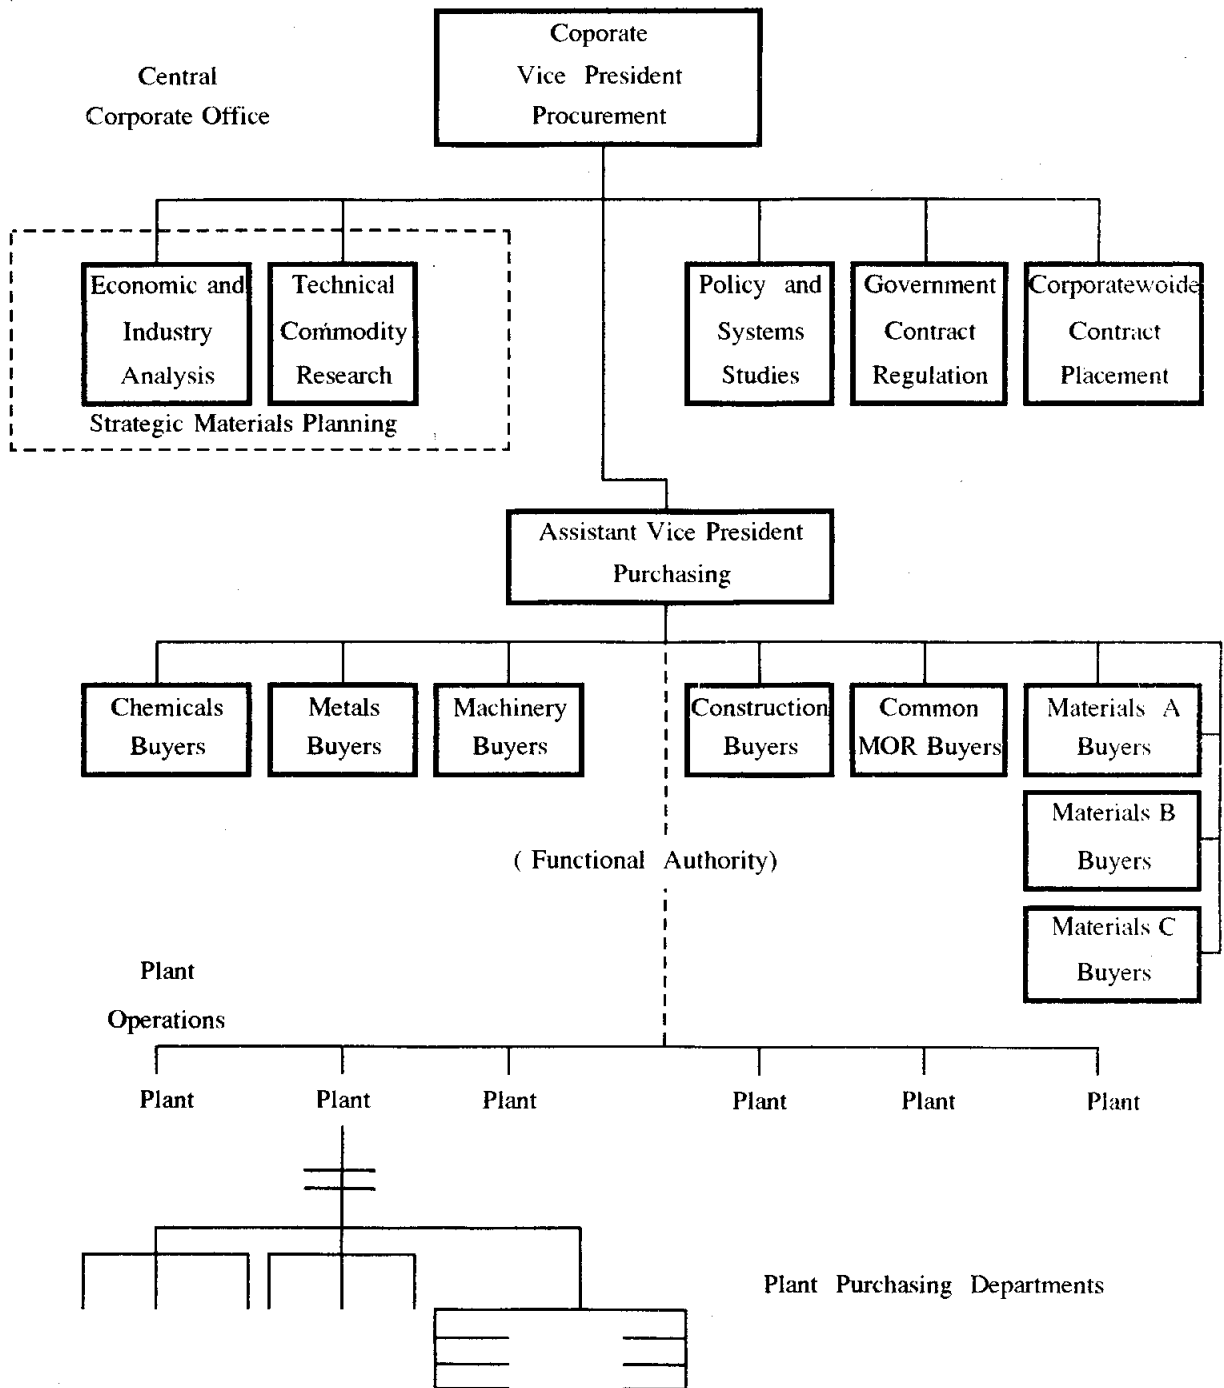 Coporate
Vice President
Procurement
Central
Corporate Office
Economic and
Industry
Analysis
Technical
Commodity
Research
Strategic Materials Planning
Policy and
Systems
Studies
Government
Contract
Regulation
Corporatewoide
Contract
Placement
Assistant Vice President
Purchasing
Chemicals
Buyers
Metals
Buyers
Machinery
Buyers
Construction
Buyers
Common
MOR Buyers
Materials A
Buyers
Materials B
Buyers
Materials C
Buyers
( Functional Authority)
Plant
Operations
Plant
Plant
Plant
Plant
Plant
Plant
Plant Purchasing Departments